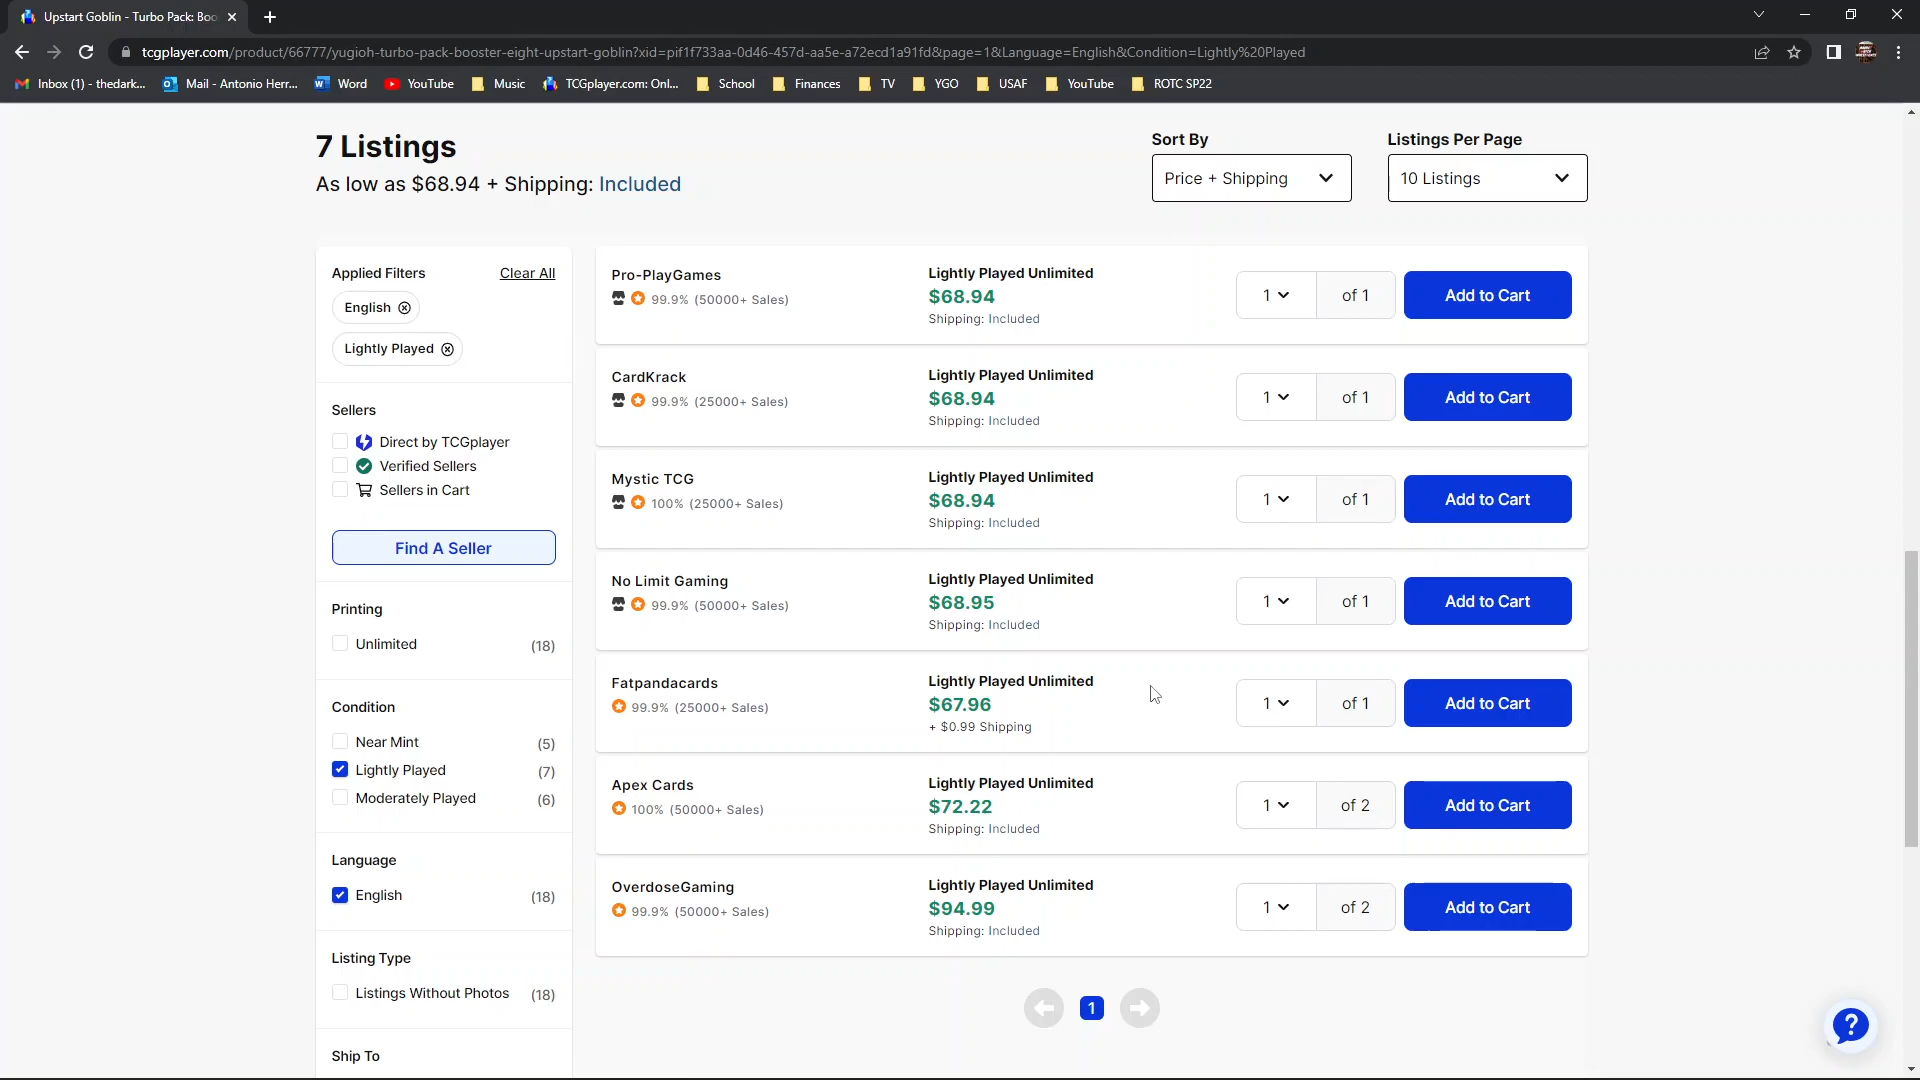 Upstart Goblin - Turbo Pack: Boo
tcgplayer.com/product/66777/yugioh-turbo-pack-booster-eight-upstart-goblin?xid=pif1f733aa-0d46-457d-aa5e-a72ecd1a91fd&page=1&Language=English&Condition=Lightly%20Played
Inbox (1) - thedark... Mail - Antonio Herr... Word YouTube Music TCGplayer.com: Onl... School Finances TV YGO USAF YouTube ROTC SP22
7 Listings
As low as $68.94 + Shipping: Included
Sort By
Price + Shipping
Listings Per Page
10 Listings
Applied Filters Clear All
English
Lightly Played
Sellers
Direct by TCGplayer
Verified Sellers
Sellers in Cart
Find A Seller
Printing
Unlimited (18)
Condition
Near Mint (5)
Lightly Played (7)
Moderately Played (6)
Language
English (18)
Listing Type
Listings Without Photos (18)
Ship To
Pro-PlayGames
99.9% (50000+ Sales)
Lightly Played Unlimited
$68.94
Shipping: Included
1 of 1 Add to Cart
CardKrack
99.9% (25000+ Sales)
Lightly Played Unlimited
$68.94
Shipping: Included
1 of 1 Add to Cart
Mystic TCG
100% (25000+ Sales)
Lightly Played Unlimited
$68.94
Shipping: Included
1 of 1 Add to Cart
No Limit Gaming
99.9% (50000+ Sales)
Lightly Played Unlimited
$68.95
Shipping: Included
1 of 1 Add to Cart
Fatpandacards
99.9% (25000+ Sales)
Lightly Played Unlimited
$67.96
+ $0.99 Shipping
1 of 1 Add to Cart
Apex Cards
100% (50000+ Sales)
Lightly Played Unlimited
$72.22
Shipping: Included
1 of 2 Add to Cart
OverdoseGaming
99.9% (50000+ Sales)
Lightly Played Unlimited
$94.99
Shipping: Included
1 of 2 Add to Cart
1
?